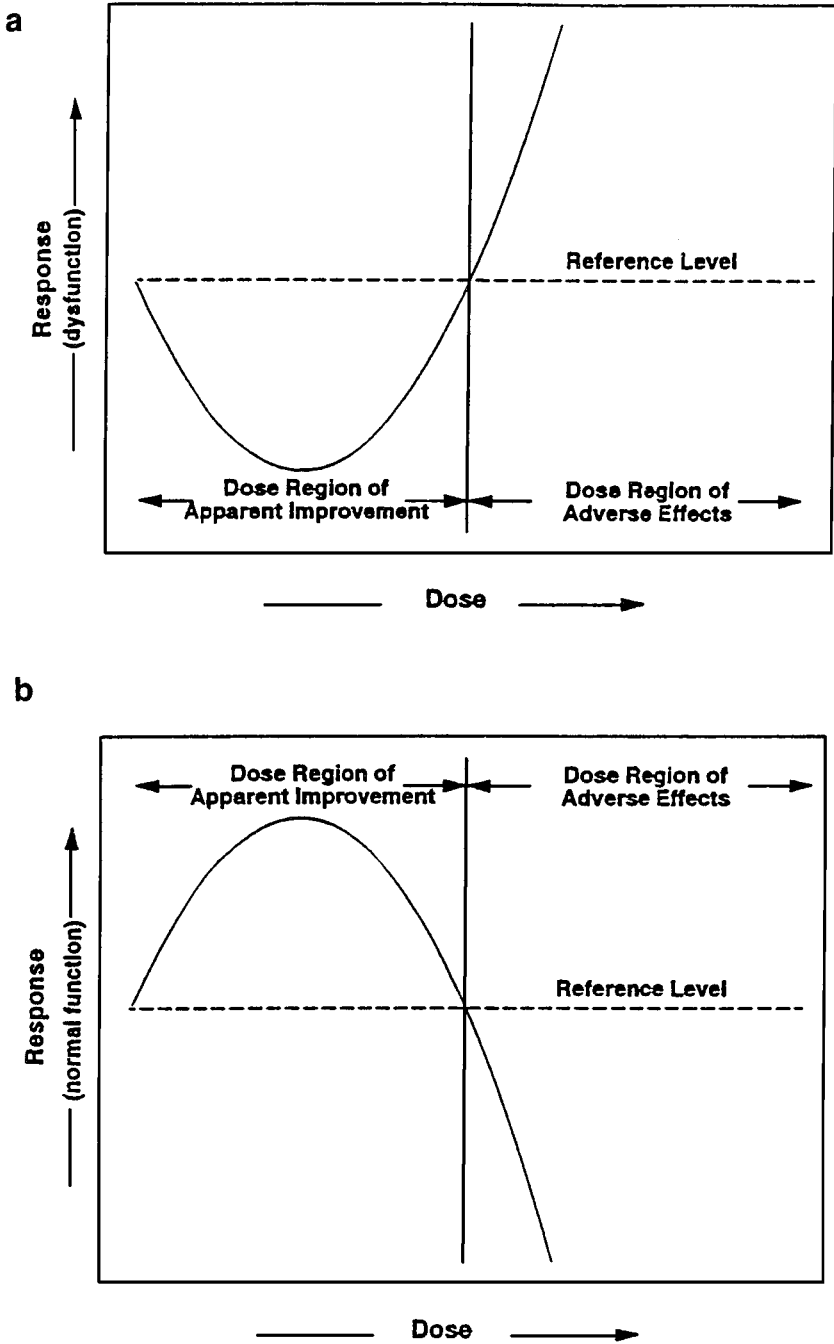 a
Response
(dysfunction)
Reference Level
Dose Region of
Apparent Improvement
Dose Region of
Adverse Effects
Dose
b
Dose Region of
Apparent Improvement
Dose Region of
Adverse Effects
Response
(normal function)
Reference Level
Dose